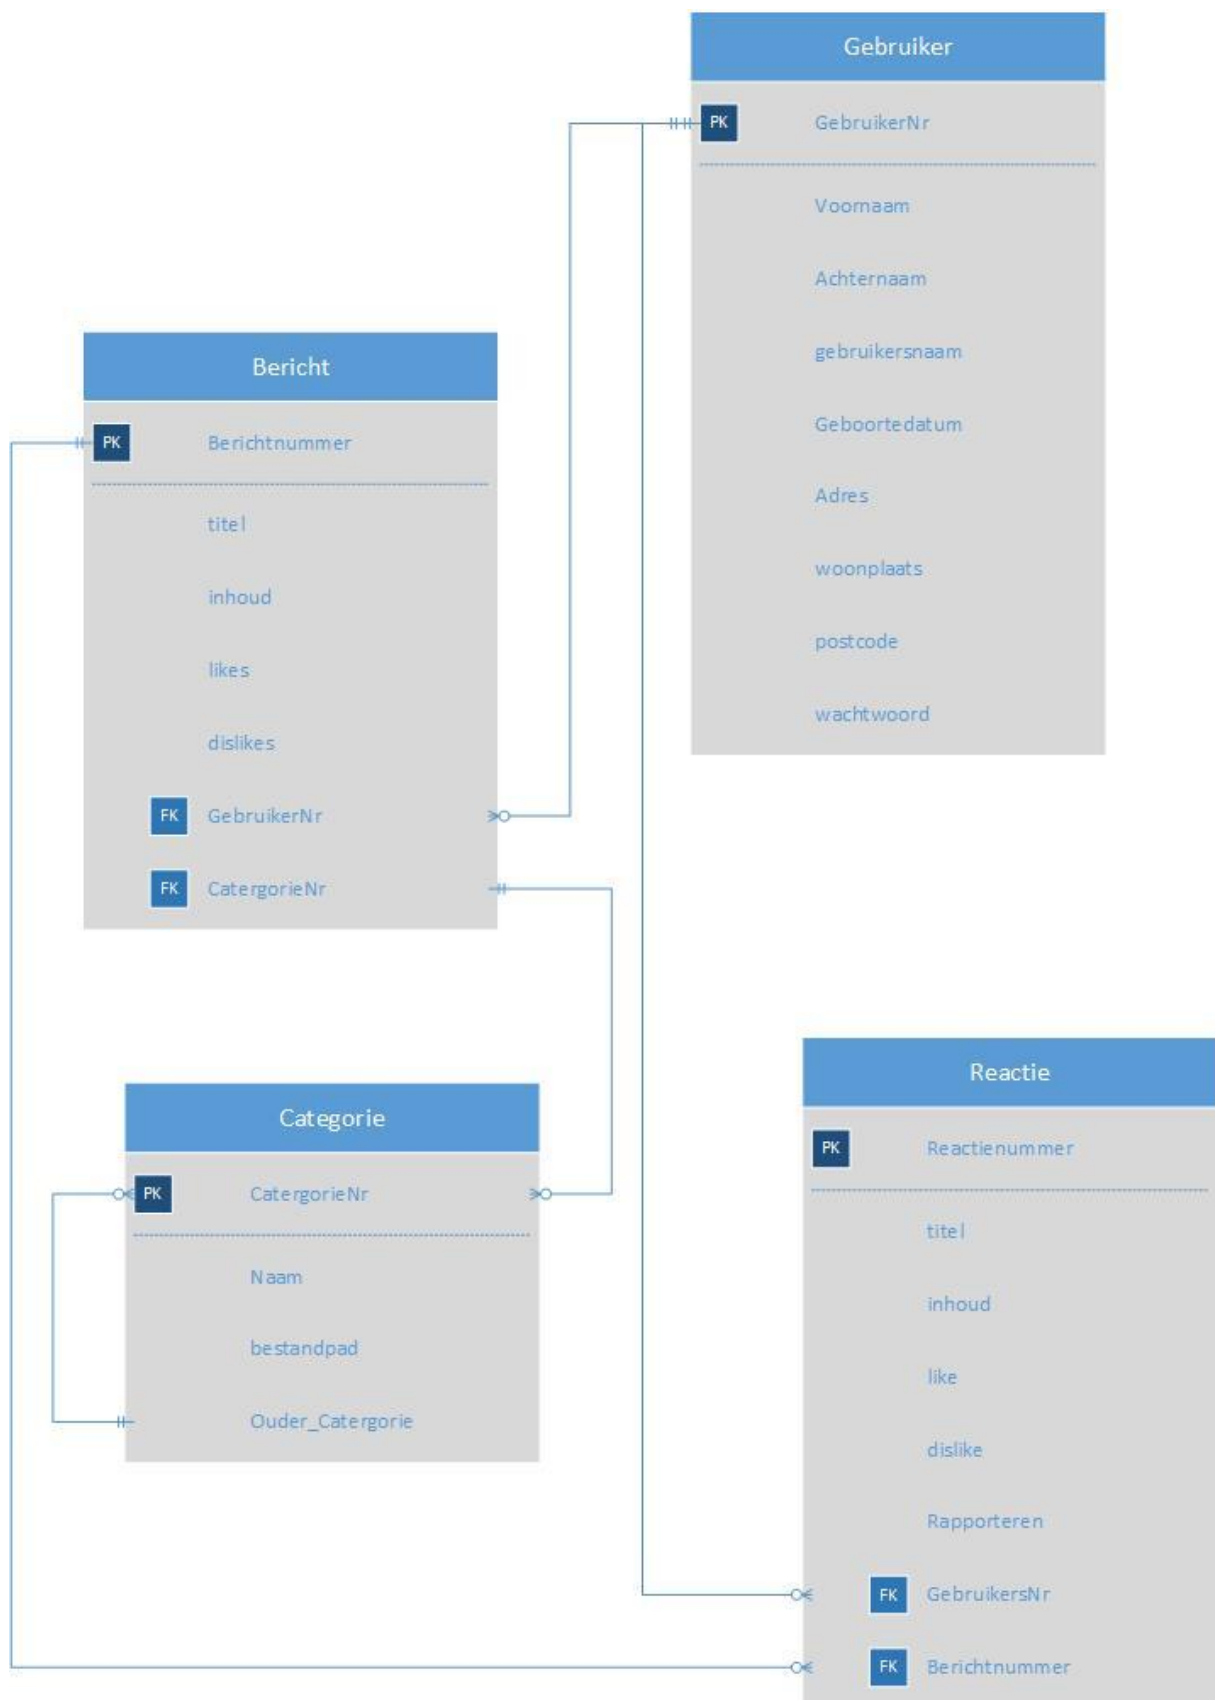 Gebruiker
PK GebruikerNr
Voornaam
Achternaam
gebruikersnaam
Geboortedatum
Adres
woonplaats
postcode
wachtwoord
Bericht
PK Berichtnummer
titel
inhoud
likes
dislikes
FK GebruikerNr
FK CatergorieNr
Categorie
PK CatergorieNr
Naam
bestandpad
Ouder_Catergorie
Reactie
PK Reactienummer
titel
inhoud
like
dislike
Rapporteren
FK GebruikersNr
FK Berichtnummer